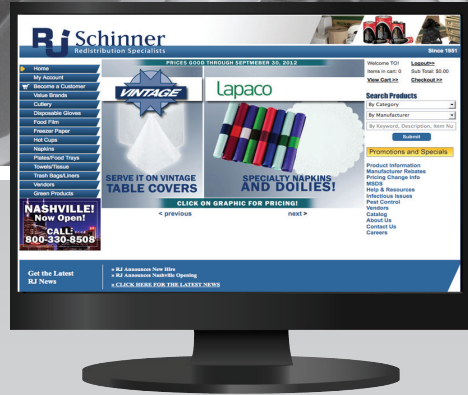 RJ Schinner
Redistribution Specialists
Since 1951
Home
My Account
Become a Customer
Value Brands
Cutlery
Disposable Gloves
Food Film
Freezer Paper
Hot Cups
Napkins
Plates/Food Trays
Towels/Tissue
Trash Bags/Liners
Vendors
Green Products
NASHVILLE!
Now Open!
CALL:
800-330-8508
PRICES GOOD THROUGH SEPTMEBER 30, 2012
VINTAGE
SERVE IT ON VINTAGE
TABLE COVERS
Lapaco
SPECIALTY NAPKINS
AND DOILIES!
CLICK ON GRAPHIC FOR PRICING!
< previous
next >
Welcome TO!
Logout>>
Items in cart: 0
Sub Total: $0.00
View Cart >>
Checkout >>
Search Products
By Category
By Manufacturer
By Keyword, Description, Item Nu
Submit
Promotions and Specials
Product Information
Manufacturer Rebates
Pricing Change Info
MSDS
Help & Resources
Infectious Issues
Pest Control
Vendors
Catalog
About Us
Contact Us
Careers
Get the Latest
RJ News
» RJ Announces New Hire
» RJ Announces Nashville Opening
» CLICK HERE FOR THE LATEST NEWS